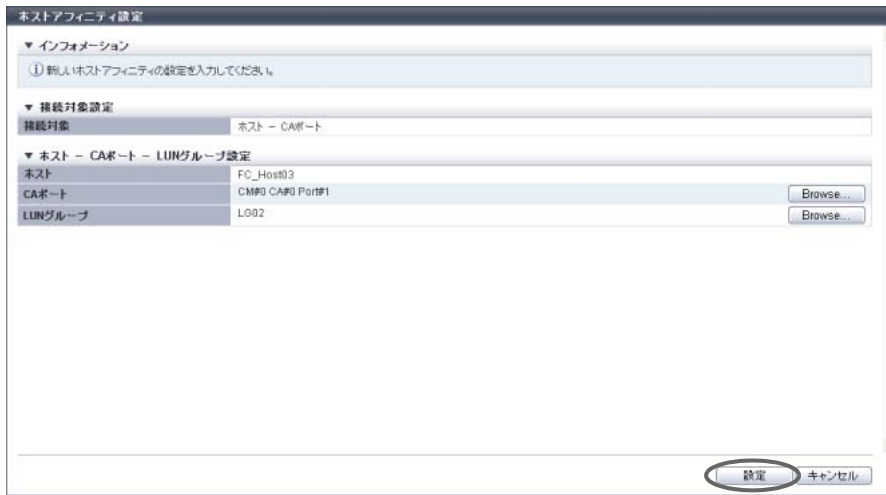 ホストアフィニティ設定
▼ インフォメーション
新しいホストアフィニティの設定を入力してください。
▼ 接続対象設定
接続対象 ホスト － CAポート
▼ ホスト － CAポート － LUNグループ設定
ホスト FC_Host03
CAポート CM#0 CA#0 Port#1 Browse...
LUNグループ LG02 Browse...
設定 キャンセル